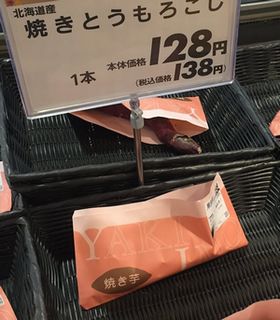 北海道産
焼きとうもろこし
1本 本体価格 128円
(税込価格 138円)
YAKI
焼き芋